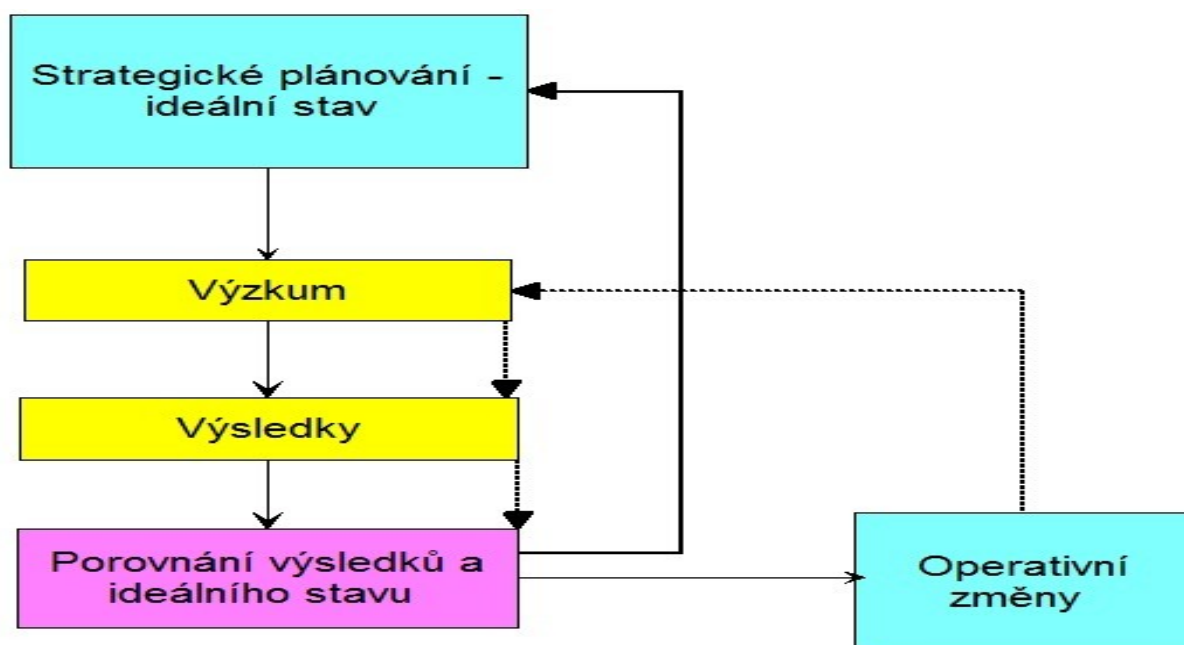 Strategické plánování -
ideální stav
Výzkum
Výsledky
Porovnání výsledků a
ideálního stavu
Operativní
změny